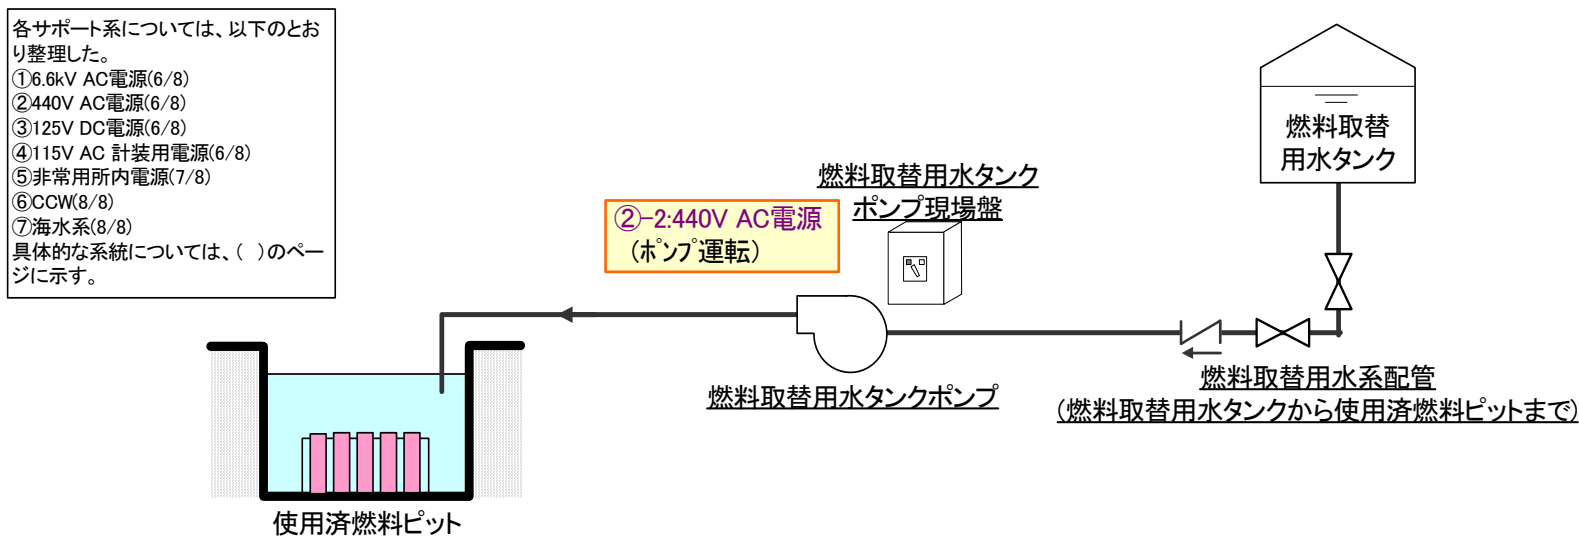 各サポート系については、以下のとお
り整理した。
①6.6kV AC電源(6/8)
②440V AC電源(6/8)
③125V DC電源(6/8)
④115V AC 計装用電源(6/8)
⑤非常用所内電源(7/8)
⑥CCW(8/8)
⑦海水系(8/8)
具体的な系統については、(　)のペー
ジに示す。
燃料取替
用水タンク
燃料取替用水タンク
ポンプ現場盤
②-2:440V AC電源
(ﾎﾟﾝﾌﾟ運転)
燃料取替用水タンクポンプ
燃料取替用水系配管
(燃料取替用水タンクから使用済燃料ピットまで)
使用済燃料ピット